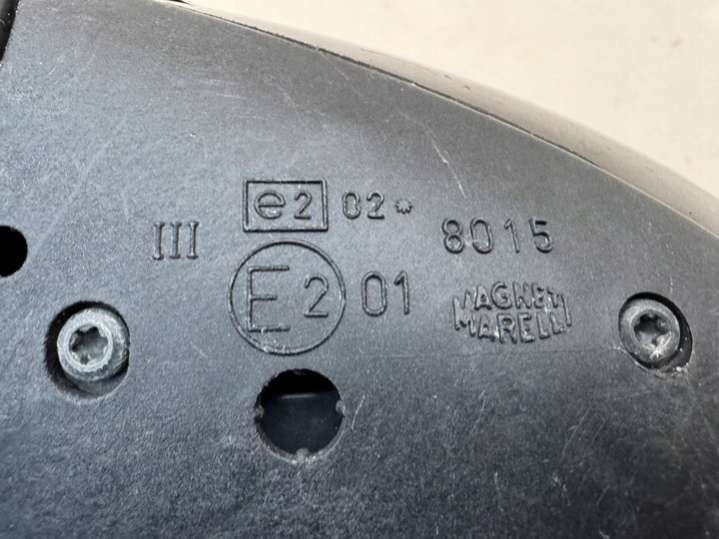 III e2 02* 8015
E2 01
MAGNETI
MARELLI